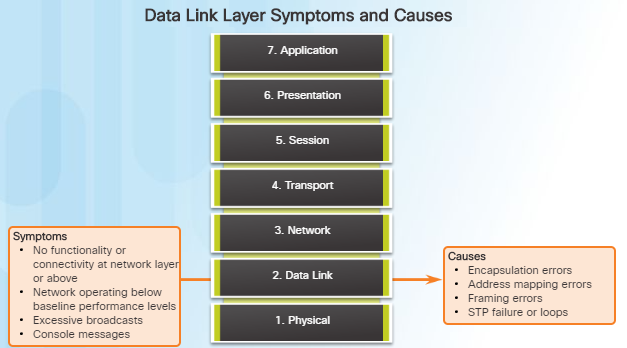 Data Link Layer Symptoms and Causes
7. Application
6. Presentation
5. Session
4. Transport
3. Network
2. Data Link
1. Physical
Symptoms
• No functionality or
connectivity at network layer
or above
• Network operating below
baseline performance levels
• Excessive broadcasts
• Console messages
Causes
• Encapsulation errors
• Address mapping errors
• Framing errors
• STP failure or loops